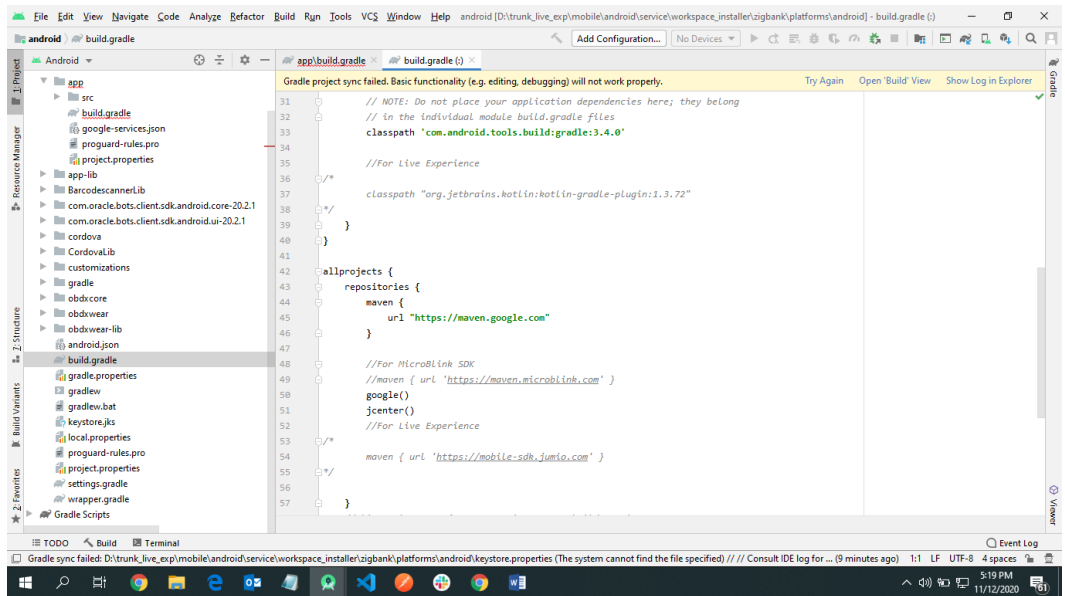 File Edit View Navigate Code Analyze Refactor Build Run Tools VCS Window Help android [D:\trunk_live_exp\mobile\android\service\workspace_installer\zigbank\platforms\android] - build.gradle (:)
android build.gradle
Add Configuration... No Devices
Android
app\build.gradle build.gradle (:)
Gradle project sync failed. Basic functionality (e.g. editing, debugging) will not work properly. Try Again Open 'Build' View Show Log in Explorer
1: Project
Resource Manager
7: Structure
Build Variants
2: Favorites
app
src
build.gradle
google-services.json
proguard-rules.pro
project.properties
app-lib
BarcodescannerLib
com.oracle.bots.client.sdk.android.core-20.2.1
com.oracle.bots.client.sdk.android.ui-20.2.1
cordova
CordovaLib
customizations
gradle
obdxcore
obdxwear
obdxwear-lib
android.json
build.gradle
gradle.properties
gradlew
gradlew.bat
keystore.jks
local.properties
proguard-rules.pro
project.properties
settings.gradle
wrapper.gradle
Gradle Scripts
31 // NOTE: Do not place your application dependencies here; they belong
32 // in the individual module build.gradle files
33 classpath 'com.android.tools.build:gradle:3.4.0'
34
35 //For Live Experience
36 /*
37 classpath "org.jetbrains.kotlin:kotlin-gradle-plugin:1.3.72"
38 */
39 }
40 }
41
42 allprojects {
43 repositories {
44 maven {
45 url "https://maven.google.com"
46 }
47
48 //For MicroBlink SDK
49 //maven { url 'https://maven.microblink.com' }
50 google()
51 jcenter()
52 //For Live Experience
53 /*
54 maven { url 'https://mobile-sdk.jumio.com' }
55 */
56
57 }
Gradle
Viewer
TODO Build Terminal Event Log
Gradle sync failed: D:\trunk_live_exp\mobile\android\service\workspace_installer\zigbank\platforms\android\keystore.properties (The system cannot find the file specified) // // Consult IDE log for ... (9 minutes ago) 1:1 LF UTF-8 4 spaces
5:19 PM
11/12/2020
61